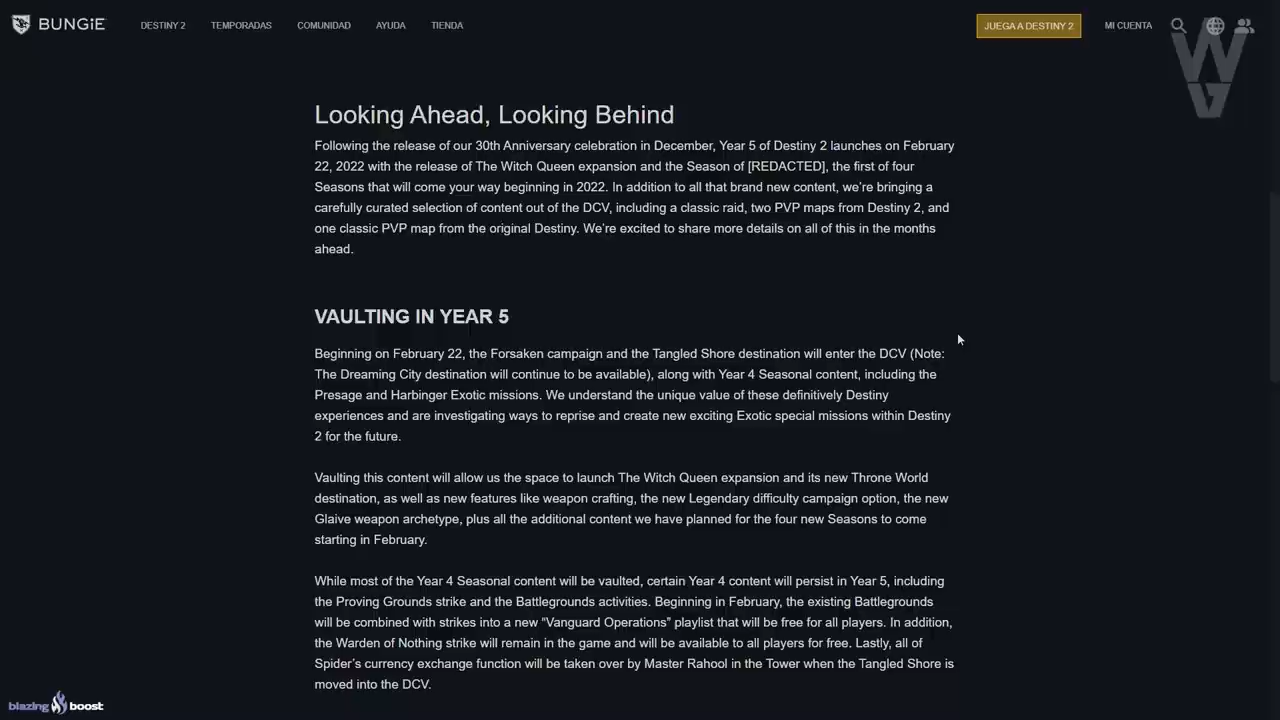 BUNGiE DESTINY 2 TEMPORADAS COMUNIDAD AYUDA TIENDA JUEGA A DESTINY 2 MI CUENTA
WG
Looking Ahead, Looking Behind
Following the release of our 30th Anniversary celebration in December, Year 5 of Destiny 2 launches on February
22, 2022 with the release of The Witch Queen expansion and the Season of [REDACTED], the first of four
Seasons that will come your way beginning in 2022. In addition to all that brand new content, we're bringing a
carefully curated selection of content out of the DCV, including a classic raid, two PVP maps from Destiny 2, and
one classic PVP map from the original Destiny. We're excited to share more details on all of this in the months
ahead.
VAULTING IN YEAR 5
Beginning on February 22, the Forsaken campaign and the Tangled Shore destination will enter the DCV (Note:
The Dreaming City destination will continue to be available), along with Year 4 Seasonal content, including the
Presage and Harbinger Exotic missions. We understand the unique value of these definitively Destiny
experiences and are investigating ways to reprise and create new exciting Exotic special missions within Destiny
2 for the future.
Vaulting this content will allow us the space to launch The Witch Queen expansion and its new Throne World
destination, as well as new features like weapon crafting, the new Legendary difficulty campaign option, the new
Glaive weapon archetype, plus all the additional content we have planned for the four new Seasons to come
starting in February.
While most of the Year 4 Seasonal content will be vaulted, certain Year 4 content will persist in Year 5, including
the Proving Grounds strike and the Battlegrounds activities. Beginning in February, the existing Battlegrounds
will be combined with strikes into a new "Vanguard Operations" playlist that will be free for all players. In addition,
the Warden of Nothing strike will remain in the game and will be available to all players for free. Lastly, all of
Spider's currency exchange function will be taken over by Master Rahool in the Tower when the Tangled Shore is
moved into the DCV.
blazing boost